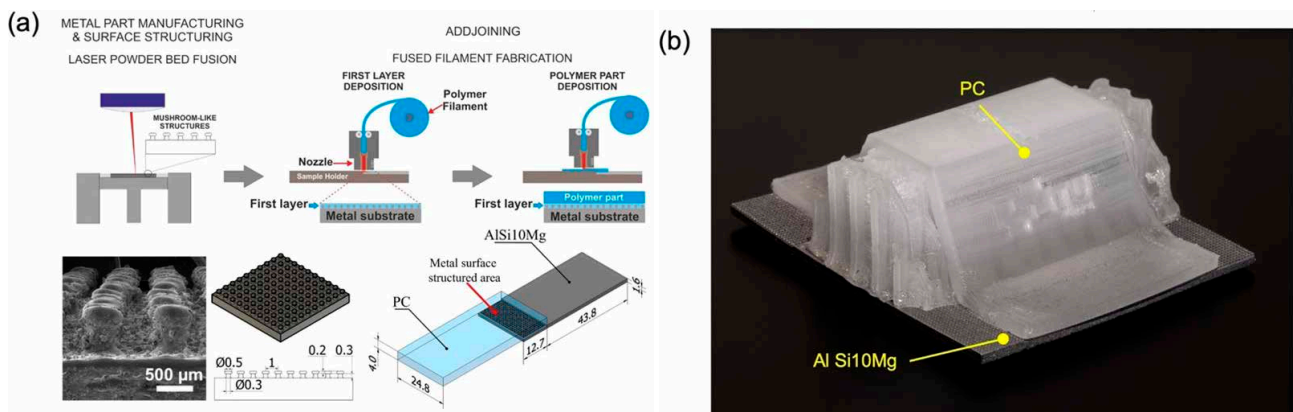 (a)
METAL PART MANUFACTURING
& SURFACE STRUCTURING
LASER POWDER BED FUSION
ADDJOINING
FUSED FILAMENT FABRICATION
MUSHROOM-LIKE
STRUCTURES
FIRST LAYER
DEPOSITION
Polymer
Filament
Nozzle
Sample Holder
First layer
Metal substrate
POLYMER PART
DEPOSITION
Polymer part
First layer
Metal substrate
500 µm
Ø0.5
1
0.2
0.3
Ø0.3
AlSi10Mg
Metal surface
structured area
PC
1.6
43.8
12.7
4.0
24.8
(b)
PC
Al Si10Mg